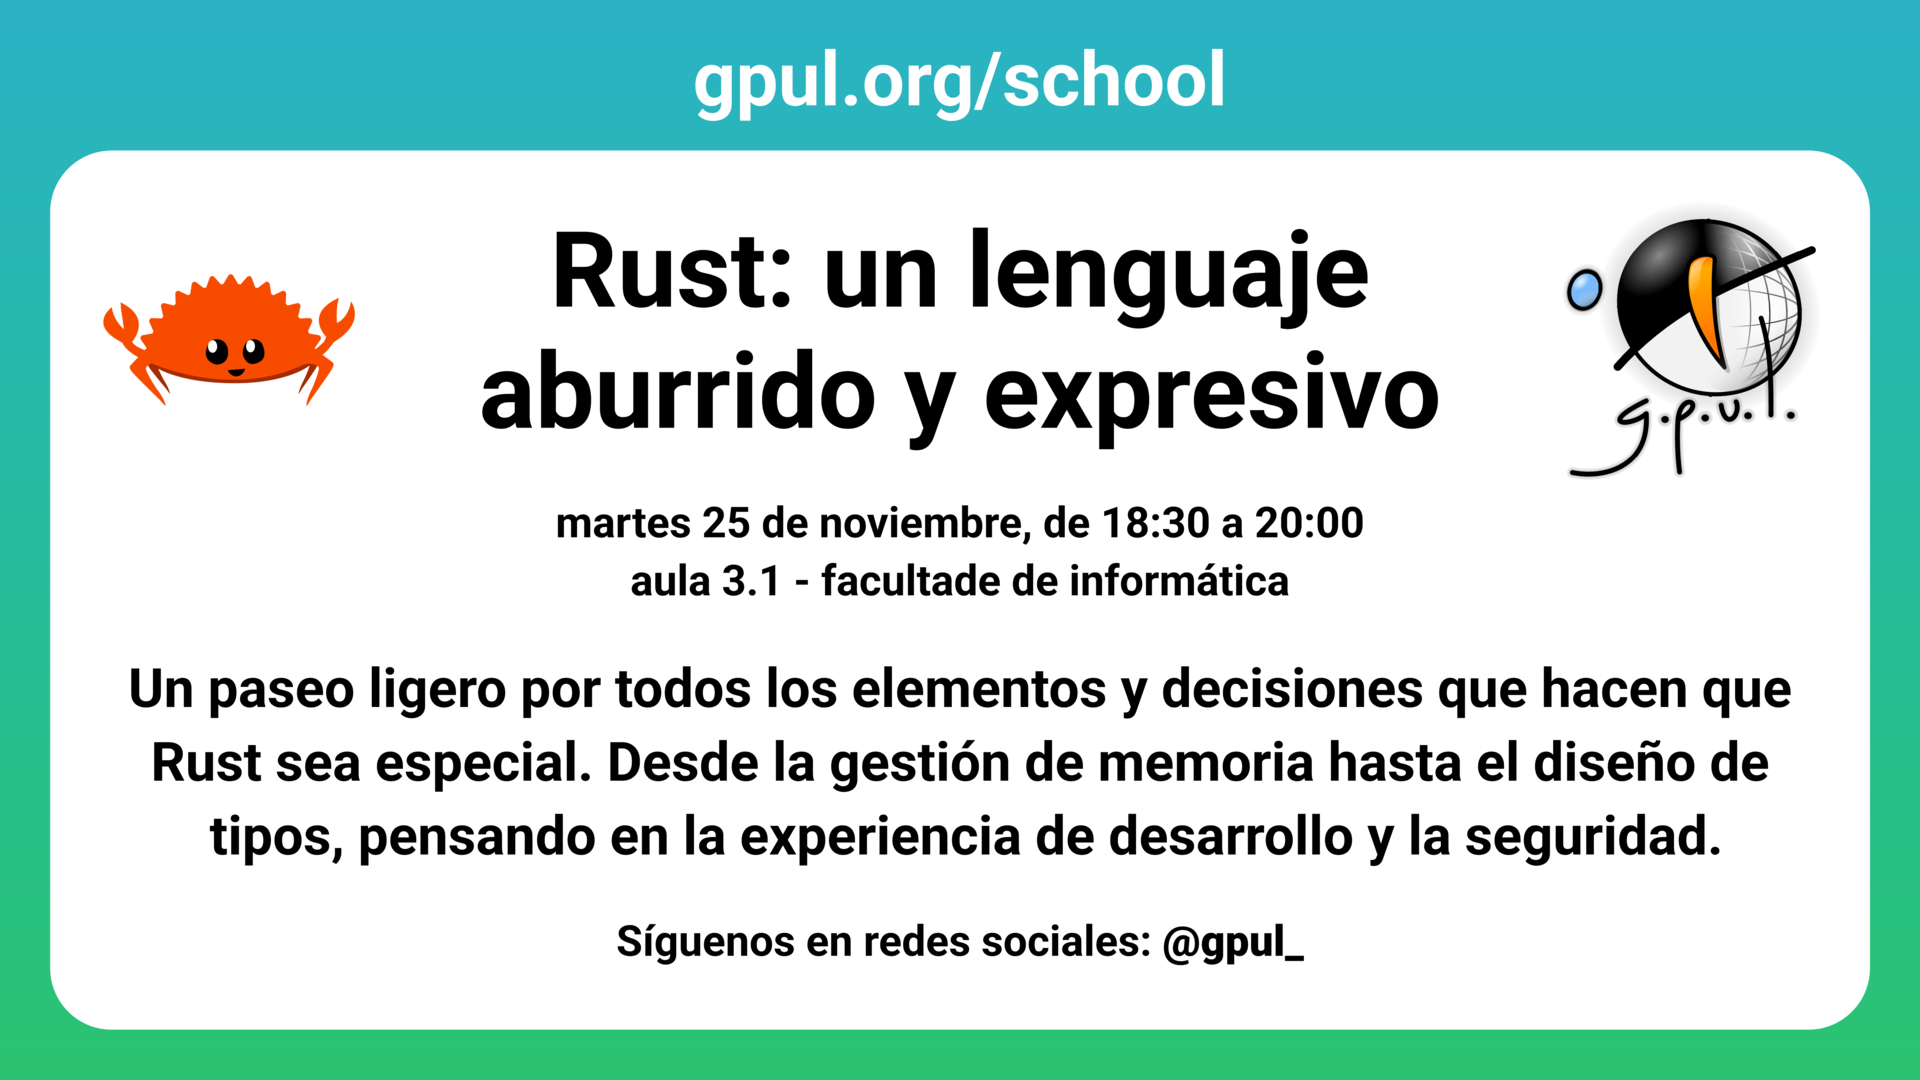 gpul.org/school
Rust: un lenguaje
aburrido y expresivo
g.p.u.l.
martes 25 de noviembre, de 18:30 a 20:00
aula 3.1 - facultade de informática
Un paseo ligero por todos los elementos y decisiones que hacen que
Rust sea especial. Desde la gestión de memoria hasta el diseño de
tipos, pensando en la experiencia de desarrollo y la seguridad.
Síguenos en redes sociales: @gpul_